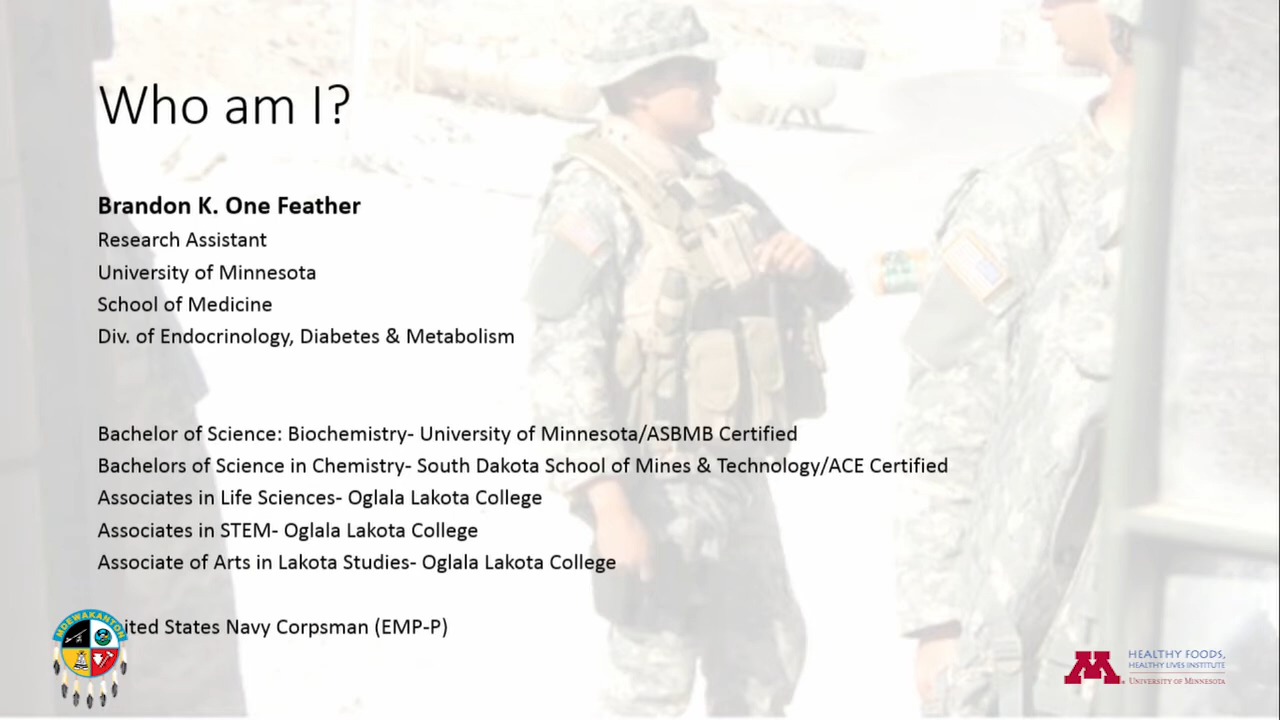 Who am I?
Brandon K. One Feather
Research Assistant
University of Minnesota
School of Medicine
Div. of Endocrinology, Diabetes & Metabolism
Bachelor of Science: Biochemistry- University of Minnesota/ASBMB Certified
Bachelors of Science in Chemistry- South Dakota School of Mines & Technology/ACE Certified
Associates in Life Sciences- Oglala Lakota College
Associates in STEM- Oglala Lakota College
Associate of Arts in Lakota Studies- Oglala Lakota College
ited States Navy Corpsman (EMP-P)
MDEWAKANTON
M
HEALTHY FOODS,
HEALTHY LIVES INSTITUTE
UNIVERSITY OF MINNESOTA